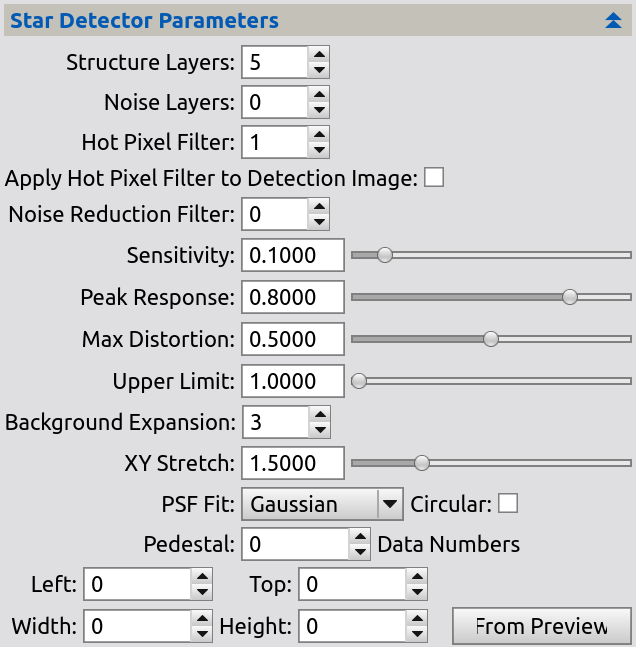 Star Detector Parameters
Structure Layers: 5
Noise Layers: 0
Hot Pixel Filter: 1
Apply Hot Pixel Filter to Detection Image:
Noise Reduction Filter: 0
Sensitivity: 0.1000
Peak Response: 0.8000
Max Distortion: 0.5000
Upper Limit: 1.0000
Background Expansion: 3
XY Stretch: 1.5000
PSF Fit: Gaussian Circular:
Pedestal: 0 Data Numbers
Left: 0 Top: 0
Width: 0 Height: 0 From Preview